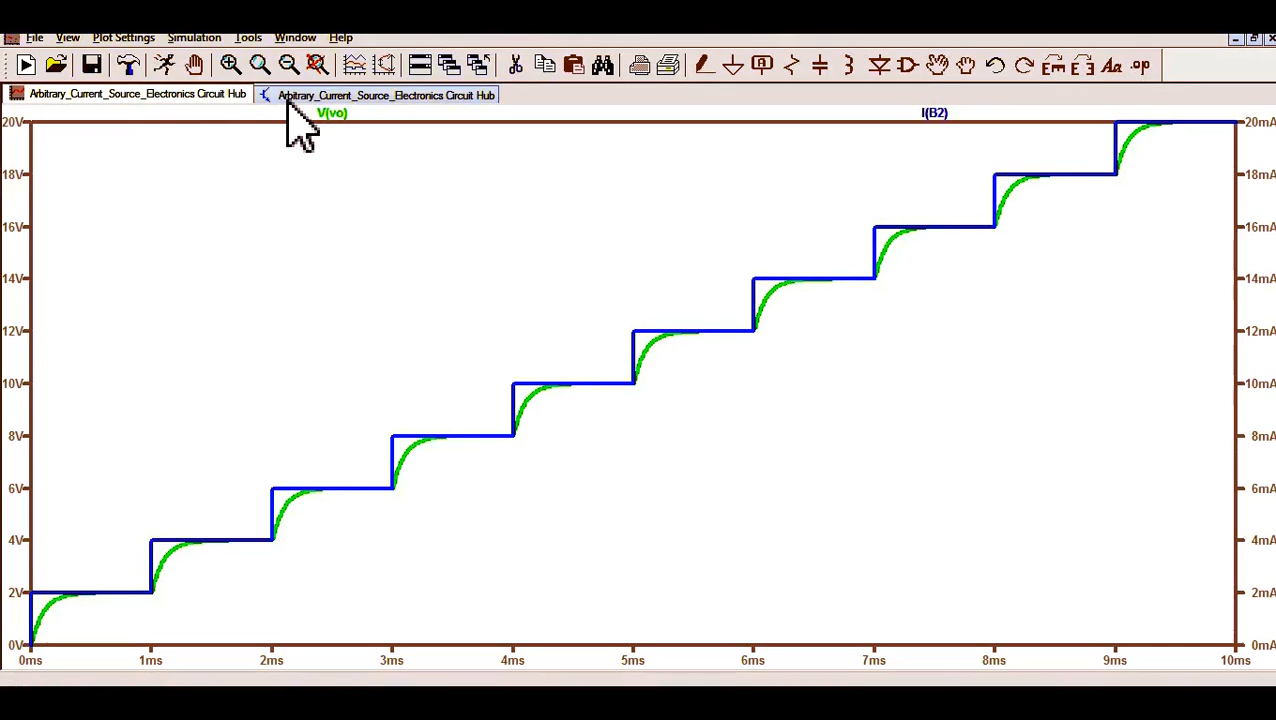 File View Plot Settings Simulation Tools Window Help
.op
Arbitrary_Current_Source_Electronics Circuit Hub Arbitrary_Current_Source_Electronics Circuit Hub
V(vo) I(B2)
20V 20mA
18V 18mA
16V 16mA
14V 14mA
12V 12mA
10V 10mA
8V 8mA
6V 6mA
4V 4mA
2V 2mA
0V 0mA
0ms 1ms 2ms 3ms 4ms 5ms 6ms 7ms 8ms 9ms 10ms